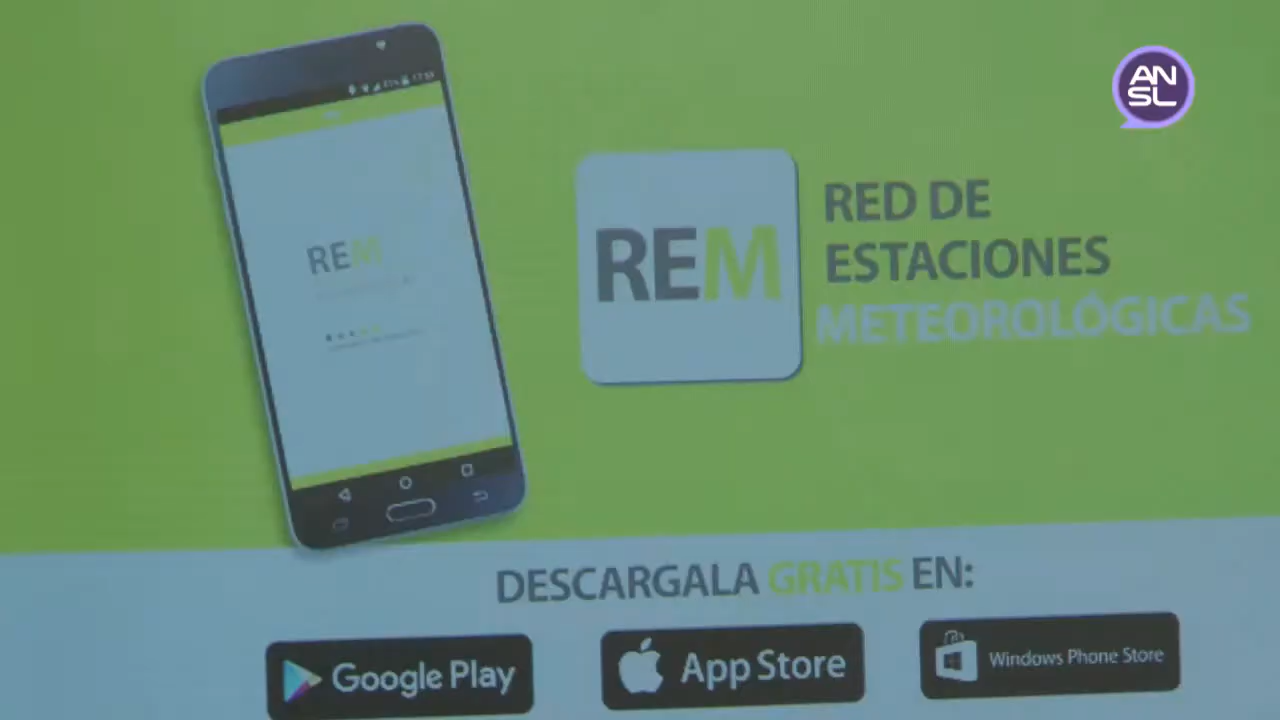 AN
SL
REM
REM
RED DE
ESTACIONES
METEOROLÓGICAS
DESCARGALA GRATIS EN:
Google Play
App Store
Windows Phone Store